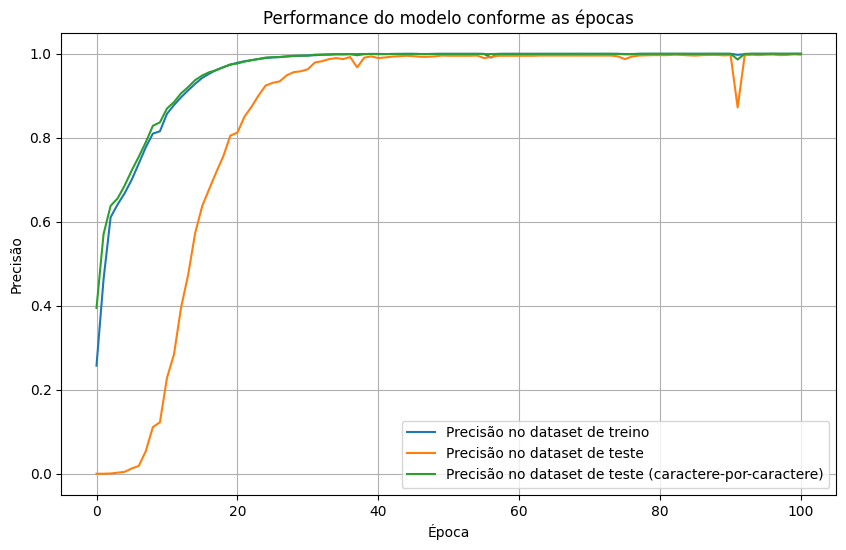 Performance do modelo conforme as épocas
Precisão
1.0
0.8
0.6
0.4
0.2
0.0
0
20
40
60
80
100
Época
Precisão no dataset de treino
Precisão no dataset de teste
Precisão no dataset de teste (caractere-por-caractere)